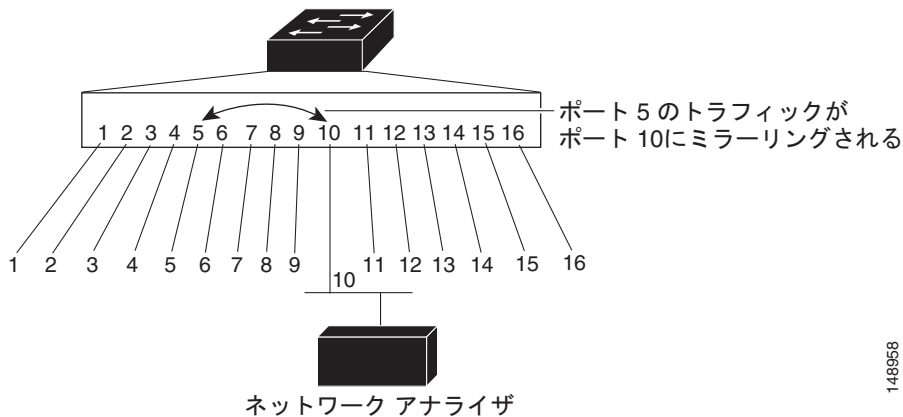 ポート 5 のトラフィックが
ポート 10にミラーリングされる
1 2 3 4 5 6 7 8 9 10 11 12 13 14 15 16
1 2 3 4 5 6 7 8 9 11 12 13 14 15 16
10
ネットワーク アナライザ
148958